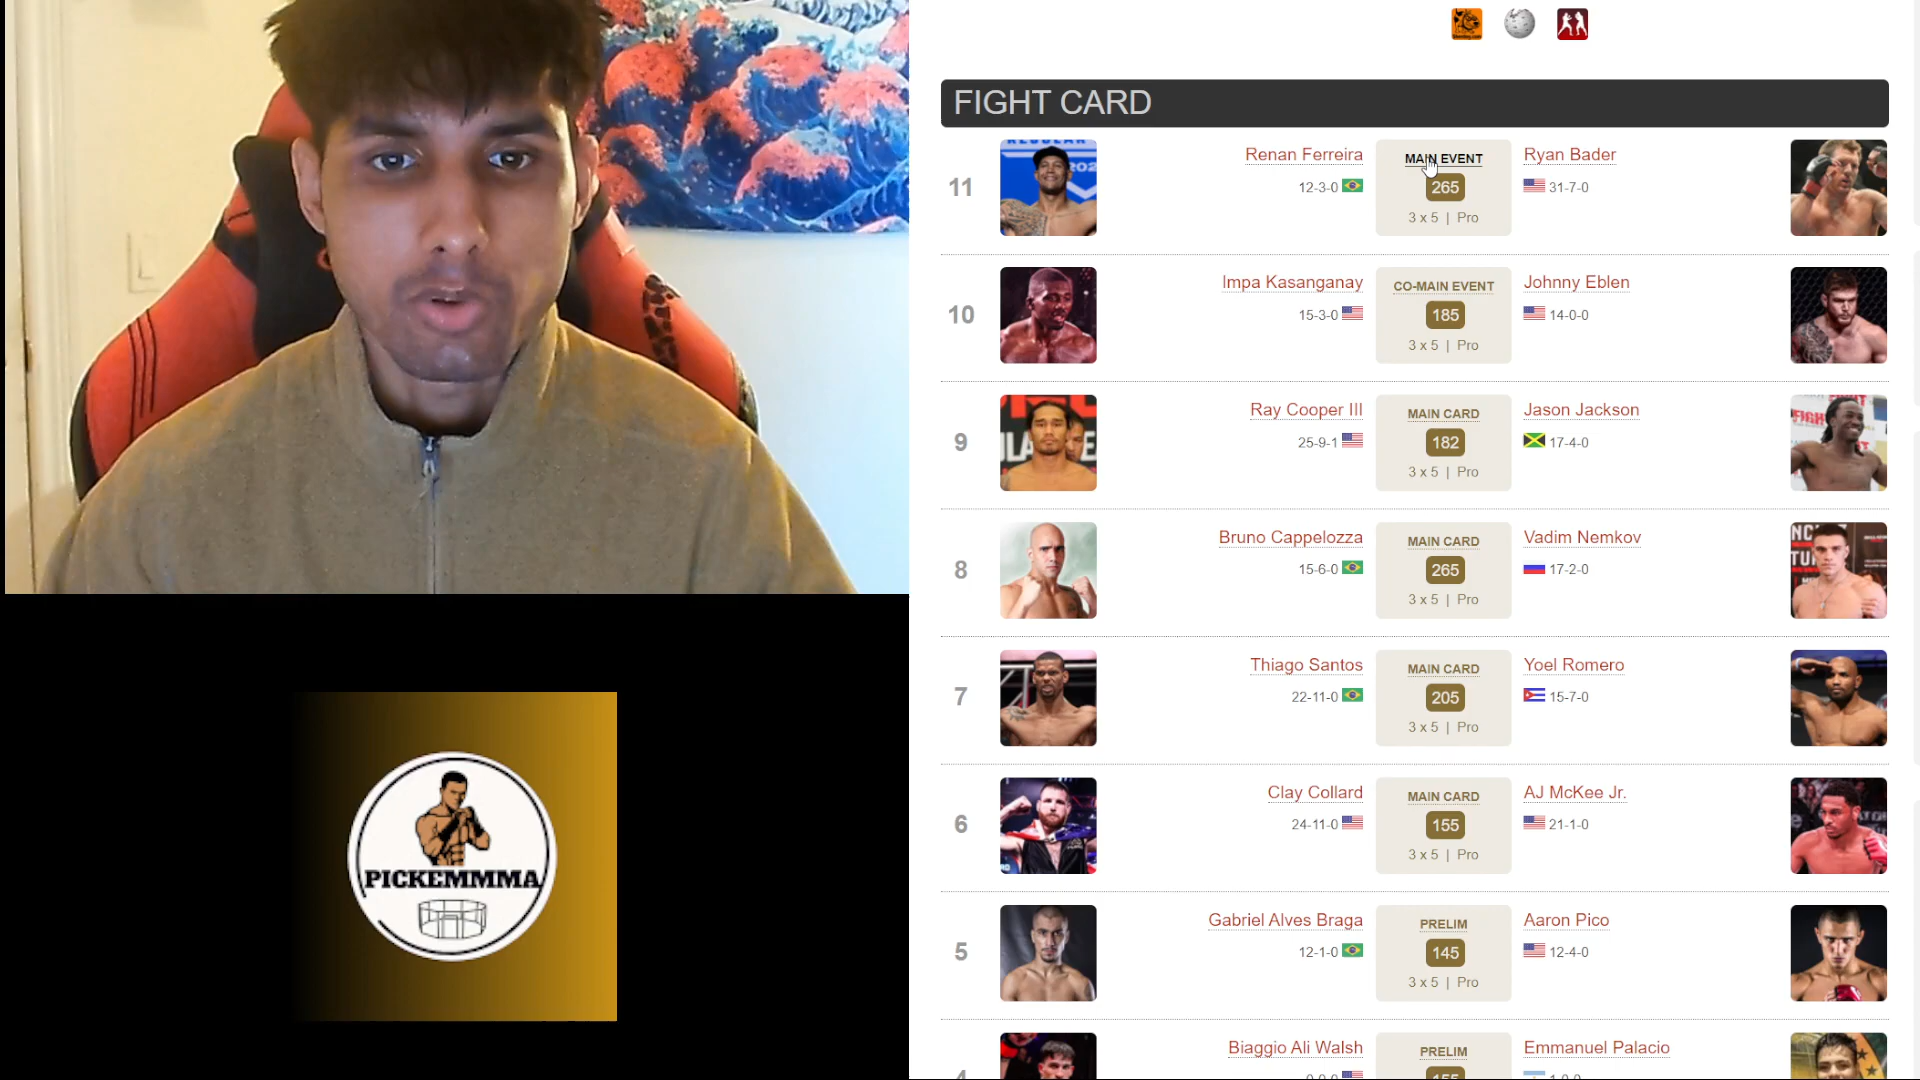 FIGHT CARD
11
Renan Ferreira
12-3-0
MAIN EVENT
265
3 x 5 | Pro
Ryan Bader
31-7-0
10
Impa Kasanganay
15-3-0
CO-MAIN EVENT
185
3 x 5 | Pro
Johnny Eblen
14-0-0
9
Ray Cooper III
25-9-1
MAIN CARD
182
3 x 5 | Pro
Jason Jackson
17-4-0
8
Bruno Cappelozza
15-6-0
MAIN CARD
265
3 x 5 | Pro
Vadim Nemkov
17-2-0
7
Thiago Santos
22-11-0
MAIN CARD
205
3 x 5 | Pro
Yoel Romero
15-7-0
6
Clay Collard
24-11-0
MAIN CARD
155
3 x 5 | Pro
AJ McKee Jr.
21-1-0
5
Gabriel Alves Braga
12-1-0
PRELIM
145
3 x 5 | Pro
Aaron Pico
12-4-0
Biaggio Ali Walsh
PRELIM
Emmanuel Palacio
PICKEMMMA